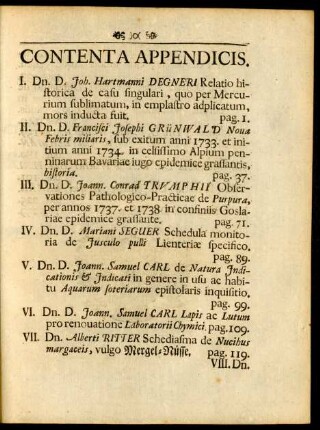 CONTENTA APPENDICIS.
I. Dn. D. Joh. Hartmanni DEGNERI Relatio hi-
storica de casu singulari, quo per Mercu-
rium sublimatum, in emplastro adplicatum,
mors inducta fuit. pag. 1.
II. Dn. D. Francisci Josephi GRÜNWALD Nova
Febris miliaris, sub exitum anni 1733. et in-
itium anni 1734. in celsissimo Alpium pen-
ninarum Bavariae iugo epidemice grassantis,
historia. pag. 37.
III. Dn. D. Joann. Conrad TRVMPHII Obser-
vationes Pathologico-Practicae de Purpura,
per annos 1737. et 1738. in confiniis Gosla-
riae epidemice grassante. pag. 71.
IV. Dn. D. Mariani SEGUER Schedula monito-
ria de Jusculo pulli Lienteriae specifico.
pag. 89.
V. Dn. D. Joann. Samuel CARL de Natura Indi-
cationis & Indicati in genere in usu ac ha-
bitu Aquarum soteriarum epistolaris inquisitio.
pag. 99.
VI. Dn. D. Joann. Samuel CARL Lapis ac Lutum
pro renouatione Laboratorii Chymici. pag. 109.
VII. Dn. Alberti RITTER Schediasma de Nucibus
margaceis, vulgo Mergel-Nüsse. pag. 119.
VIII. Dn.